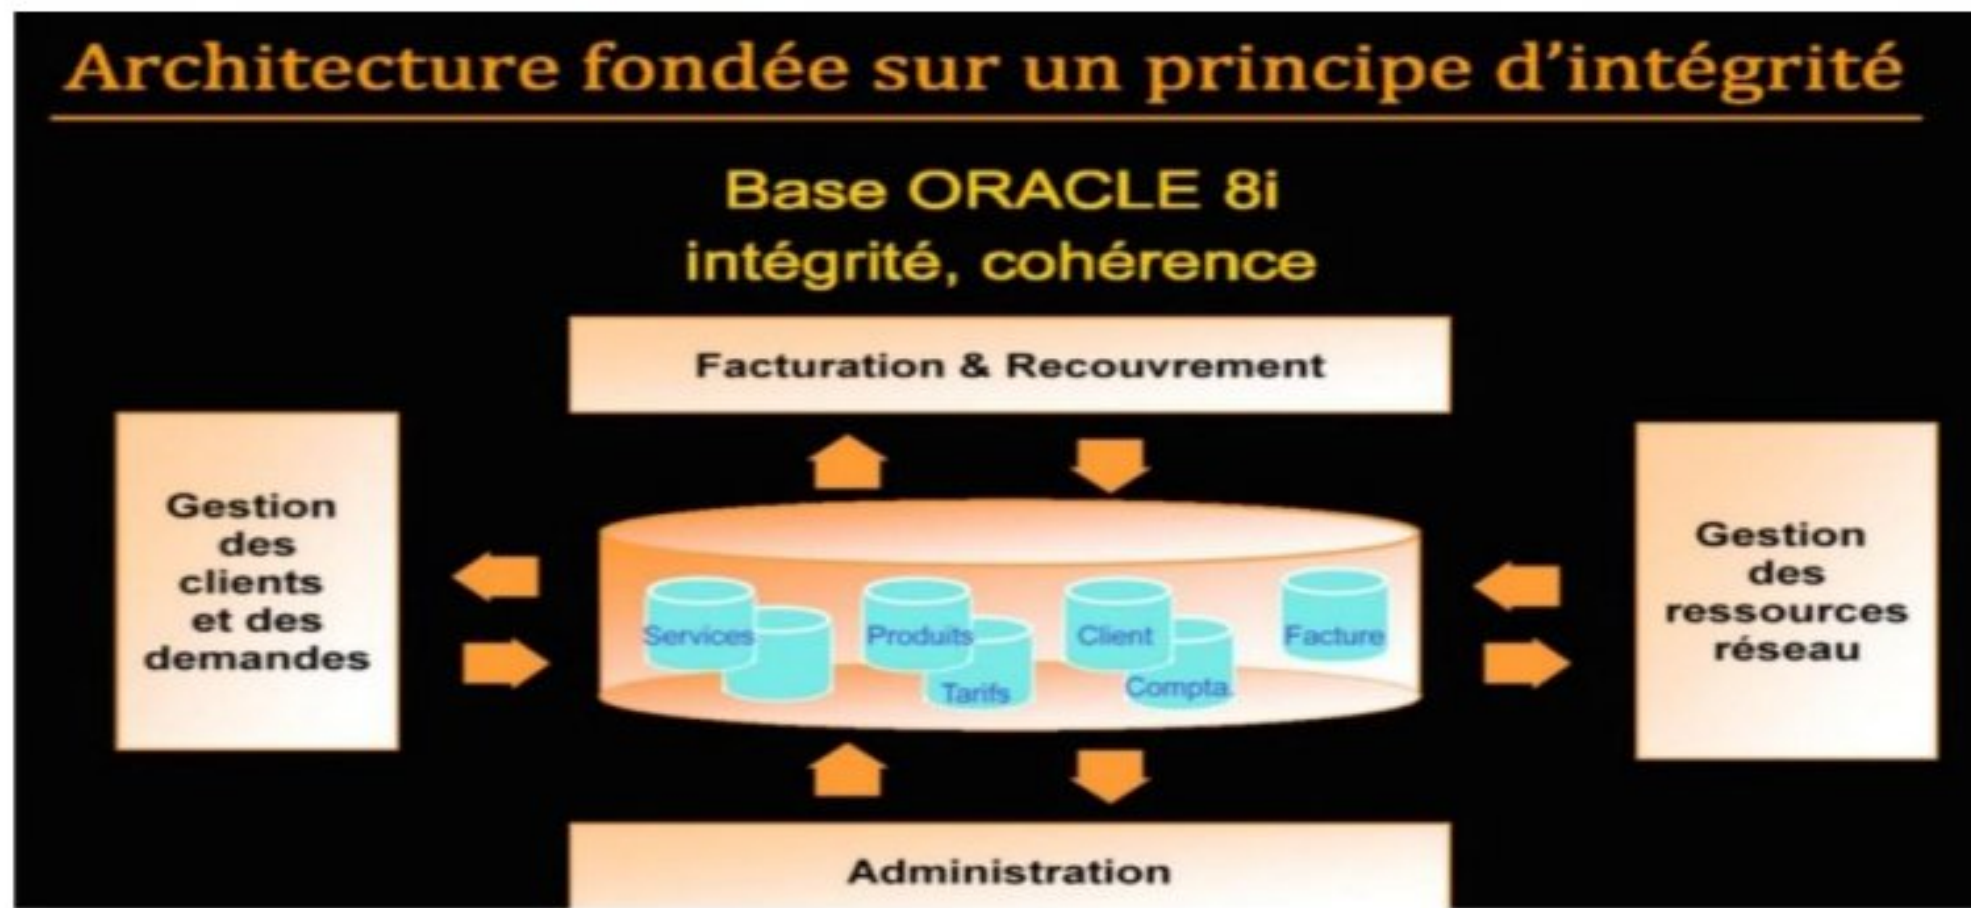 Architecture fondée sur un principe d’intégrité
Base ORACLE 8i
intégrité, cohérence
Facturation & Recouvrement
Gestion
des
clients
et des
demandes
Services
Produits
Tarifs
Client
Compta.
Facture
Gestion
des
ressources
réseau
Administration